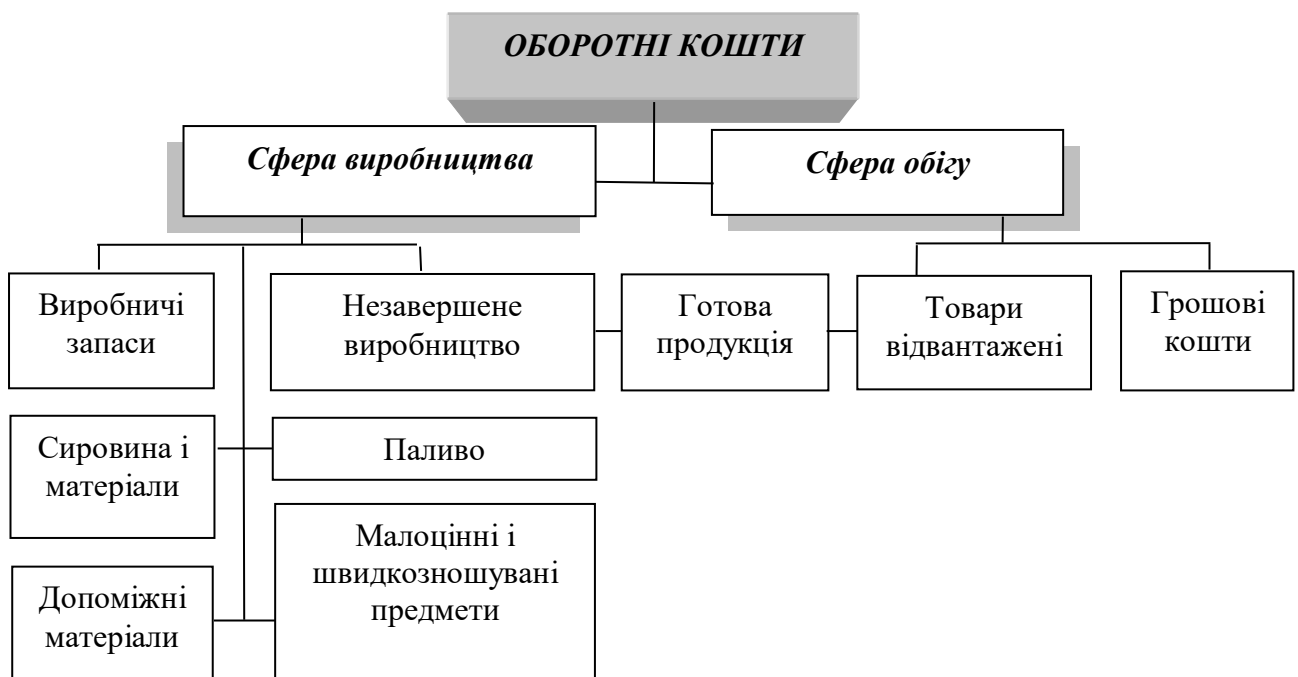 ОБОРОТНІ КОШТИ
Сфера виробництва
Сфера обігу
Виробничі
запаси
Незавершене
виробництво
Готова
продукція
Товари
відвантажені
Грошові
кошти
Сировина і
матеріали
Паливо
Допоміжні
матеріали
Малоцінні і
швидкозношувані
предмети